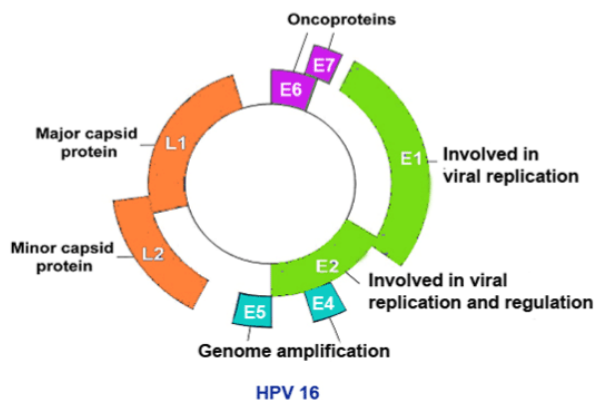 Oncoproteins
E7
E6
L1
Major capsid
protein
E1
Involved in
viral replication
L2
Minor capsid
protein
E2
Involved in viral
replication and regulation
E5
E4
Genome amplification
HPV 16